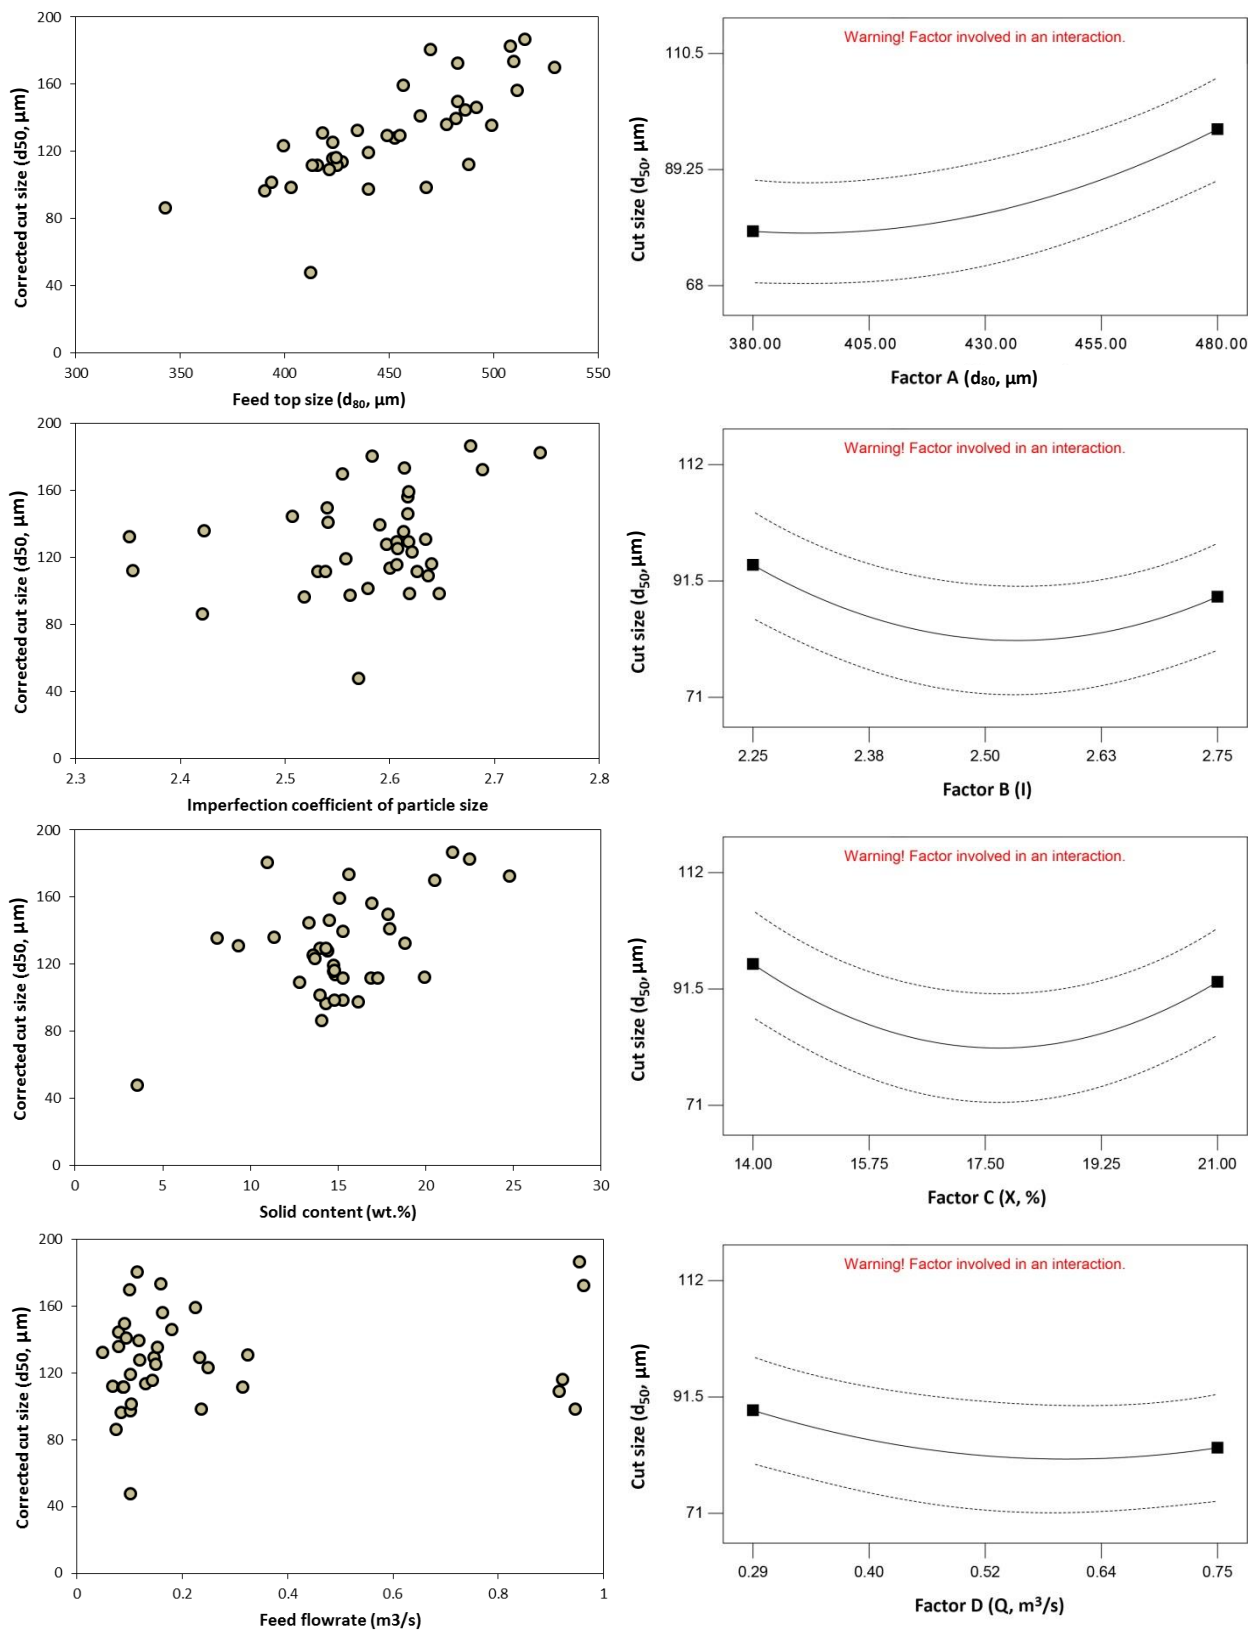 200
160
120
80
40
0
Corrected cut size (d50, µm)
300 350 400 450 500 550
Feed top size (d₈₀, µm)
Warning! Factor involved in an interaction.
110.5
89.25
68
Cut size (d₅₀, µm)
380.00 405.00 430.00 455.00 480.00
Factor A (d₈₀, µm)
200
160
120
80
40
0
Corrected cut size (d50, µm)
2.3 2.4 2.5 2.6 2.7 2.8
Imperfection coefficient of particle size
Warning! Factor involved in an interaction.
112
91.5
71
Cut size (d₅₀,µm)
2.25 2.38 2.50 2.63 2.75
Factor B (I)
200
160
120
80
40
0
Corrected cut size (d50, µm)
0 5 10 15 20 25 30
Solid content (wt.%)
Warning! Factor involved in an interaction.
112
91.5
71
Cut size (d₅₀,µm)
14.00 15.75 17.50 19.25 21.00
Factor C (X, %)
200
160
120
80
40
0
Corrected cut size (d50, µm)
0 0.2 0.4 0.6 0.8 1
Feed flowrate (m3/s)
Warning! Factor involved in an interaction.
112
91.5
71
Cut size (d₅₀, µm)
0.29 0.40 0.52 0.64 0.75
Factor D (Q, m³/s)